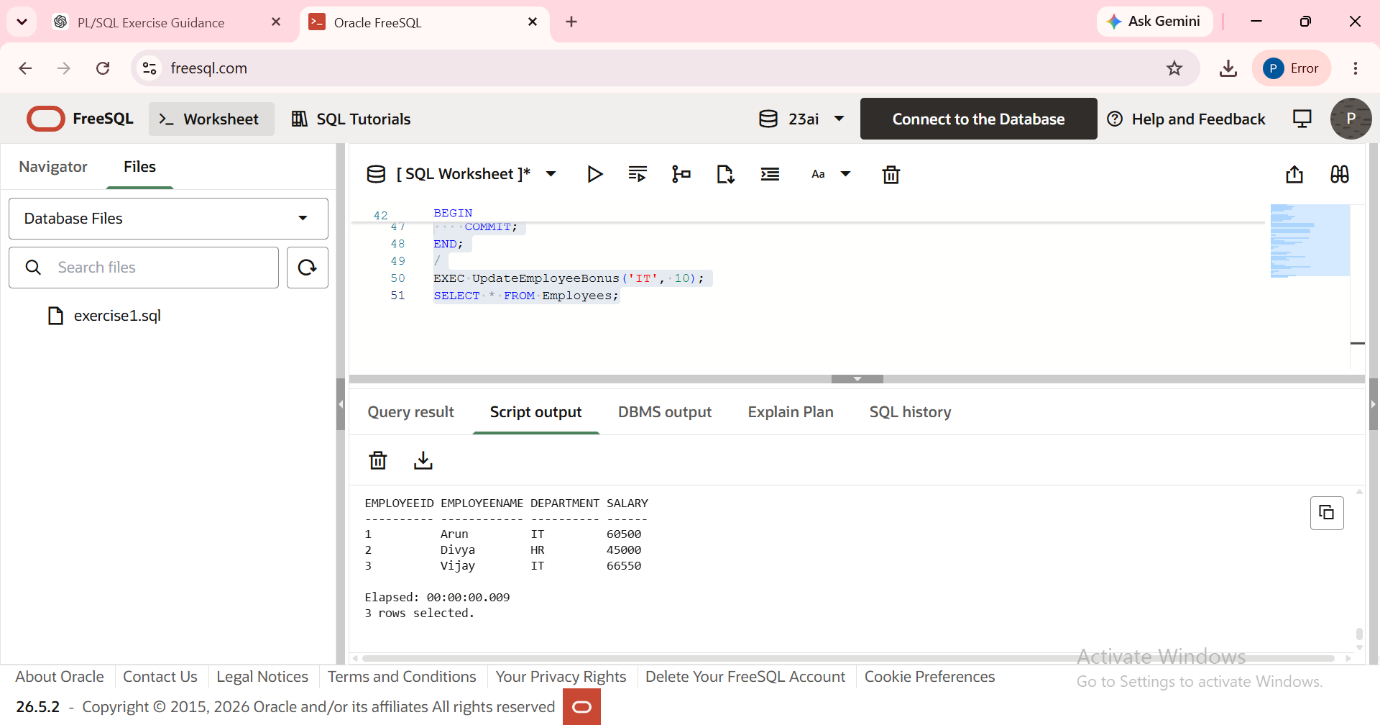 PL/SQL Exercise Guidance
Oracle FreeSQL
Ask Gemini
freesql.com
P Error
FreeSQL
Worksheet
SQL Tutorials
23ai
Connect to the Database
Help and Feedback
P
Navigator
Files
[ SQL Worksheet ]*
Aa
Database Files
Search files
exercise1.sql
42 BEGIN
47 ····COMMIT;
48 END;
49 /
50 EXEC·UpdateEmployeeBonus('IT',·10);
51 SELECT·*·FROM·Employees;
Query result
Script output
DBMS output
Explain Plan
SQL history
EMPLOYEEID EMPLOYEENAME DEPARTMENT SALARY
---------- ------------ ---------- ------
1 Arun IT 60500
2 Divya HR 45000
3 Vijay IT 66550
Elapsed: 00:00:00.009
3 rows selected.
Activate Windows
Go to Settings to activate Windows.
About Oracle
Contact Us
Legal Notices
Terms and Conditions
Your Privacy Rights
Delete Your FreeSQL Account
Cookie Preferences
26.5.2 - Copyright © 2015, 2026 Oracle and/or its affiliates All rights reserved